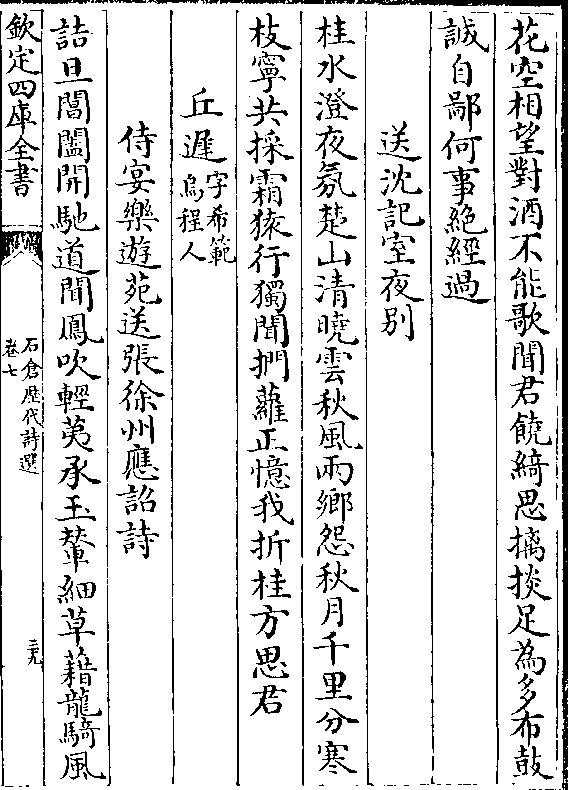 花空相望對酒不能歌聞君饒綺思摛掞足為多布鼓
誠自鄙何事絶經過
送沈記室夜别
桂水澄夜氛楚山清曉雲秋風兩鄉怨秋月千里分寒
枝寧共採霜猿行獨聞捫蘿正憶我折桂方思君
丘遲字希範烏程人
侍宴樂遊苑送張徐州應詔詩
詰旦閶闔開馳道聞鳳吹輕荑承玉輦細草藉龍騎風
欽定四庫全書
石倉歷代詩選
卷七
三九